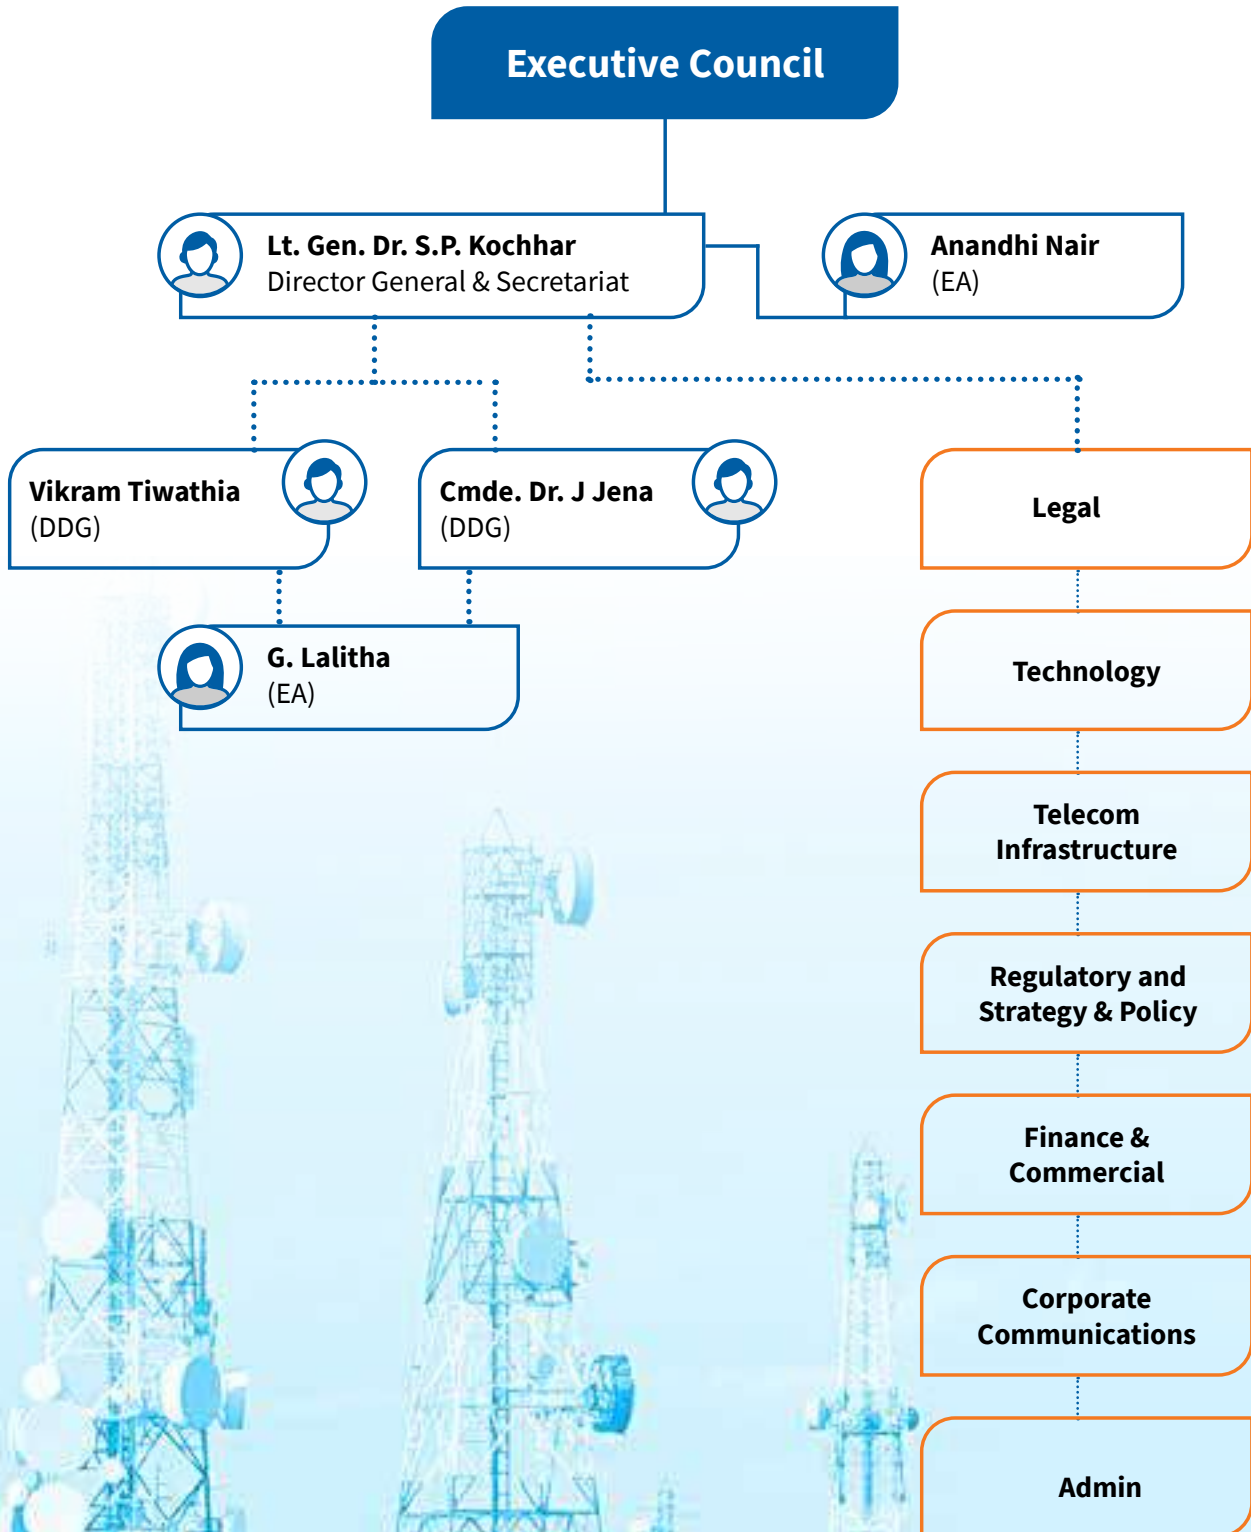 Executive Council
Lt. Gen. Dr. S.P. Kochhar
Director General & Secretariat
Anandhi Nair
(EA)
Vikram Tiwathia
(DDG)
Cmde. Dr. J Jena
(DDG)
G. Lalitha
(EA)
Legal
Technology
Telecom
Infrastructure
Regulatory and
Strategy & Policy
Finance &
Commercial
Corporate
Communications
Admin